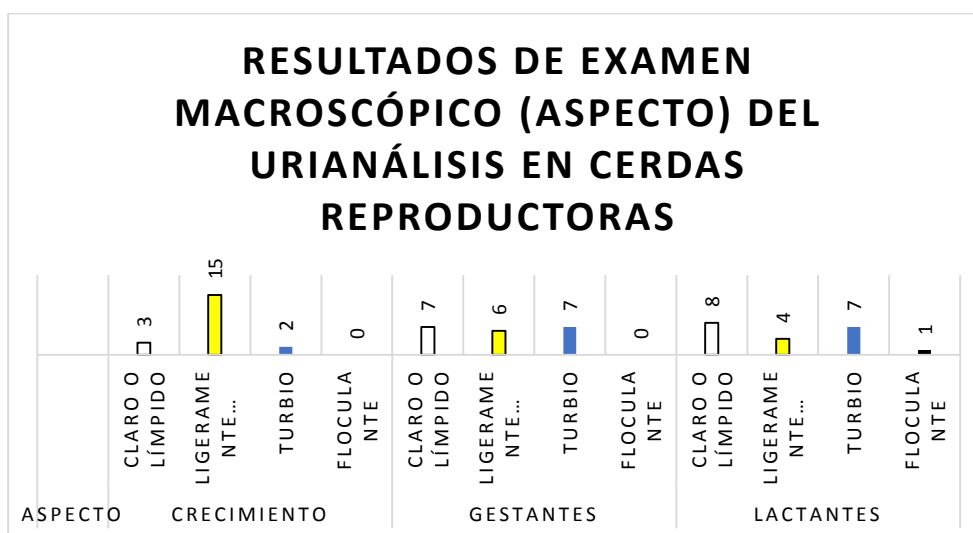 RESULTADOS DE EXAMEN
MACROSCÓPICO (ASPECTO) DEL
URIANÁLISIS EN CERDAS
REPRODUCTORAS
3
15
2
0
7
6
7
0
8
4
7
1
CLARO O
LÍMPIDO
LIGERAME
NTE…
TURBIO
FLOCULA
NTE
CLARO O
LÍMPIDO
LIGERAME
NTE…
TURBIO
FLOCULA
NTE
CLARO O
LÍMPIDO
LIGERAME
NTE…
TURBIO
FLOCULA
NTE
ASPECTO
CRECIMIENTO
GESTANTES
LACTANTES